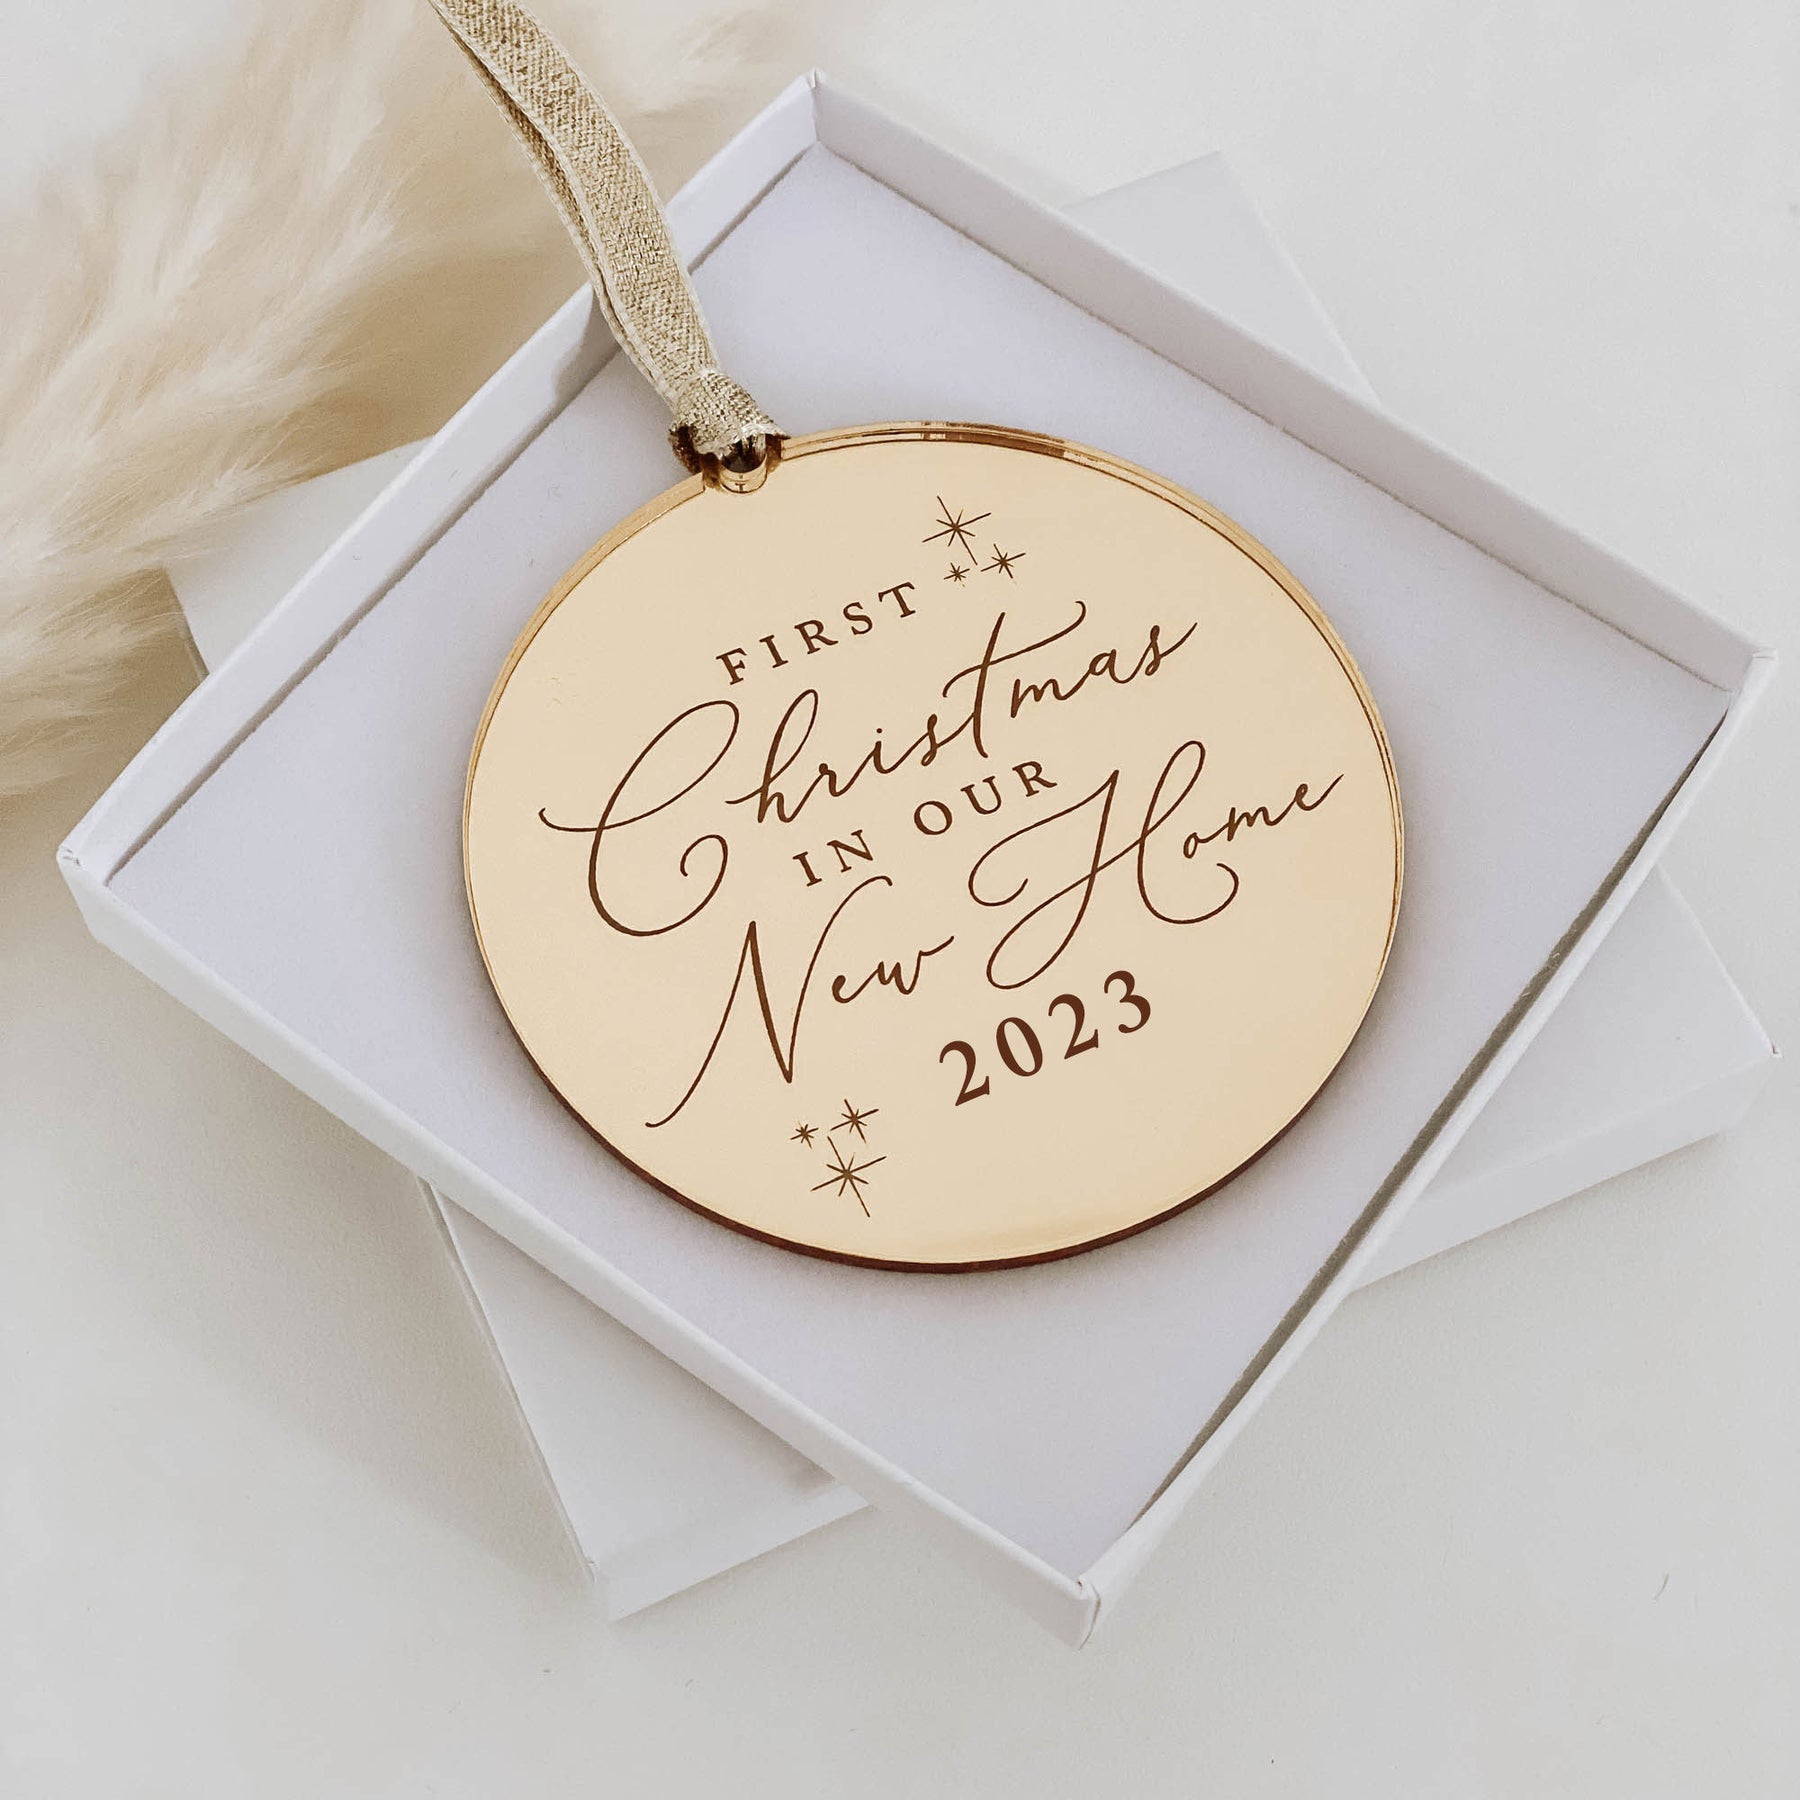 FIRST
Christmas
IN OUR
New Home
2023